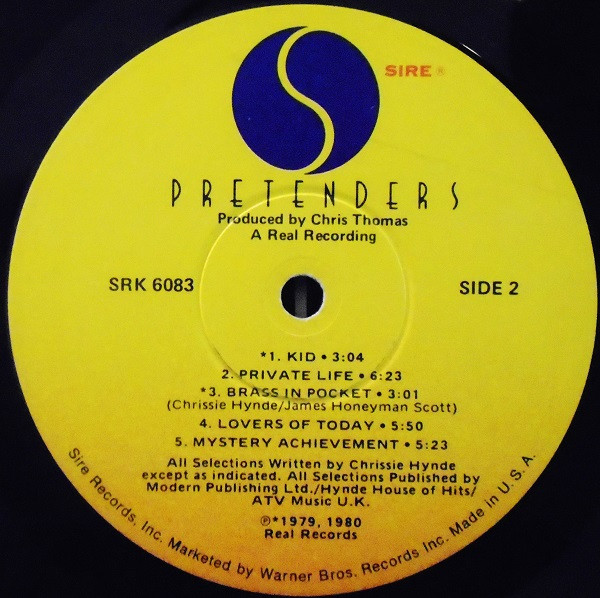 SIRE ®
PRETENDERS
Produced by Chris Thomas
A Real Recording
SRK 6083
SIDE 2
*1. KID • 3:04
2. PRIVATE LIFE • 6:23
*3. BRASS IN POCKET • 3:01
(Chrissie Hynde/James Honeyman Scott)
4. LOVERS OF TODAY • 5:50
5. MYSTERY ACHIEVEMENT • 5:23
All Selections Written by Chrissie Hynde
except as indicated. All Selections Published by
Modern Publishing Ltd./Hynde House of Hits/
ATV Music U.K.
℗*1979, 1980
Real Records
Sire Records, Inc. Marketed by Warner Bros. Records Inc. Made in U.S.A.